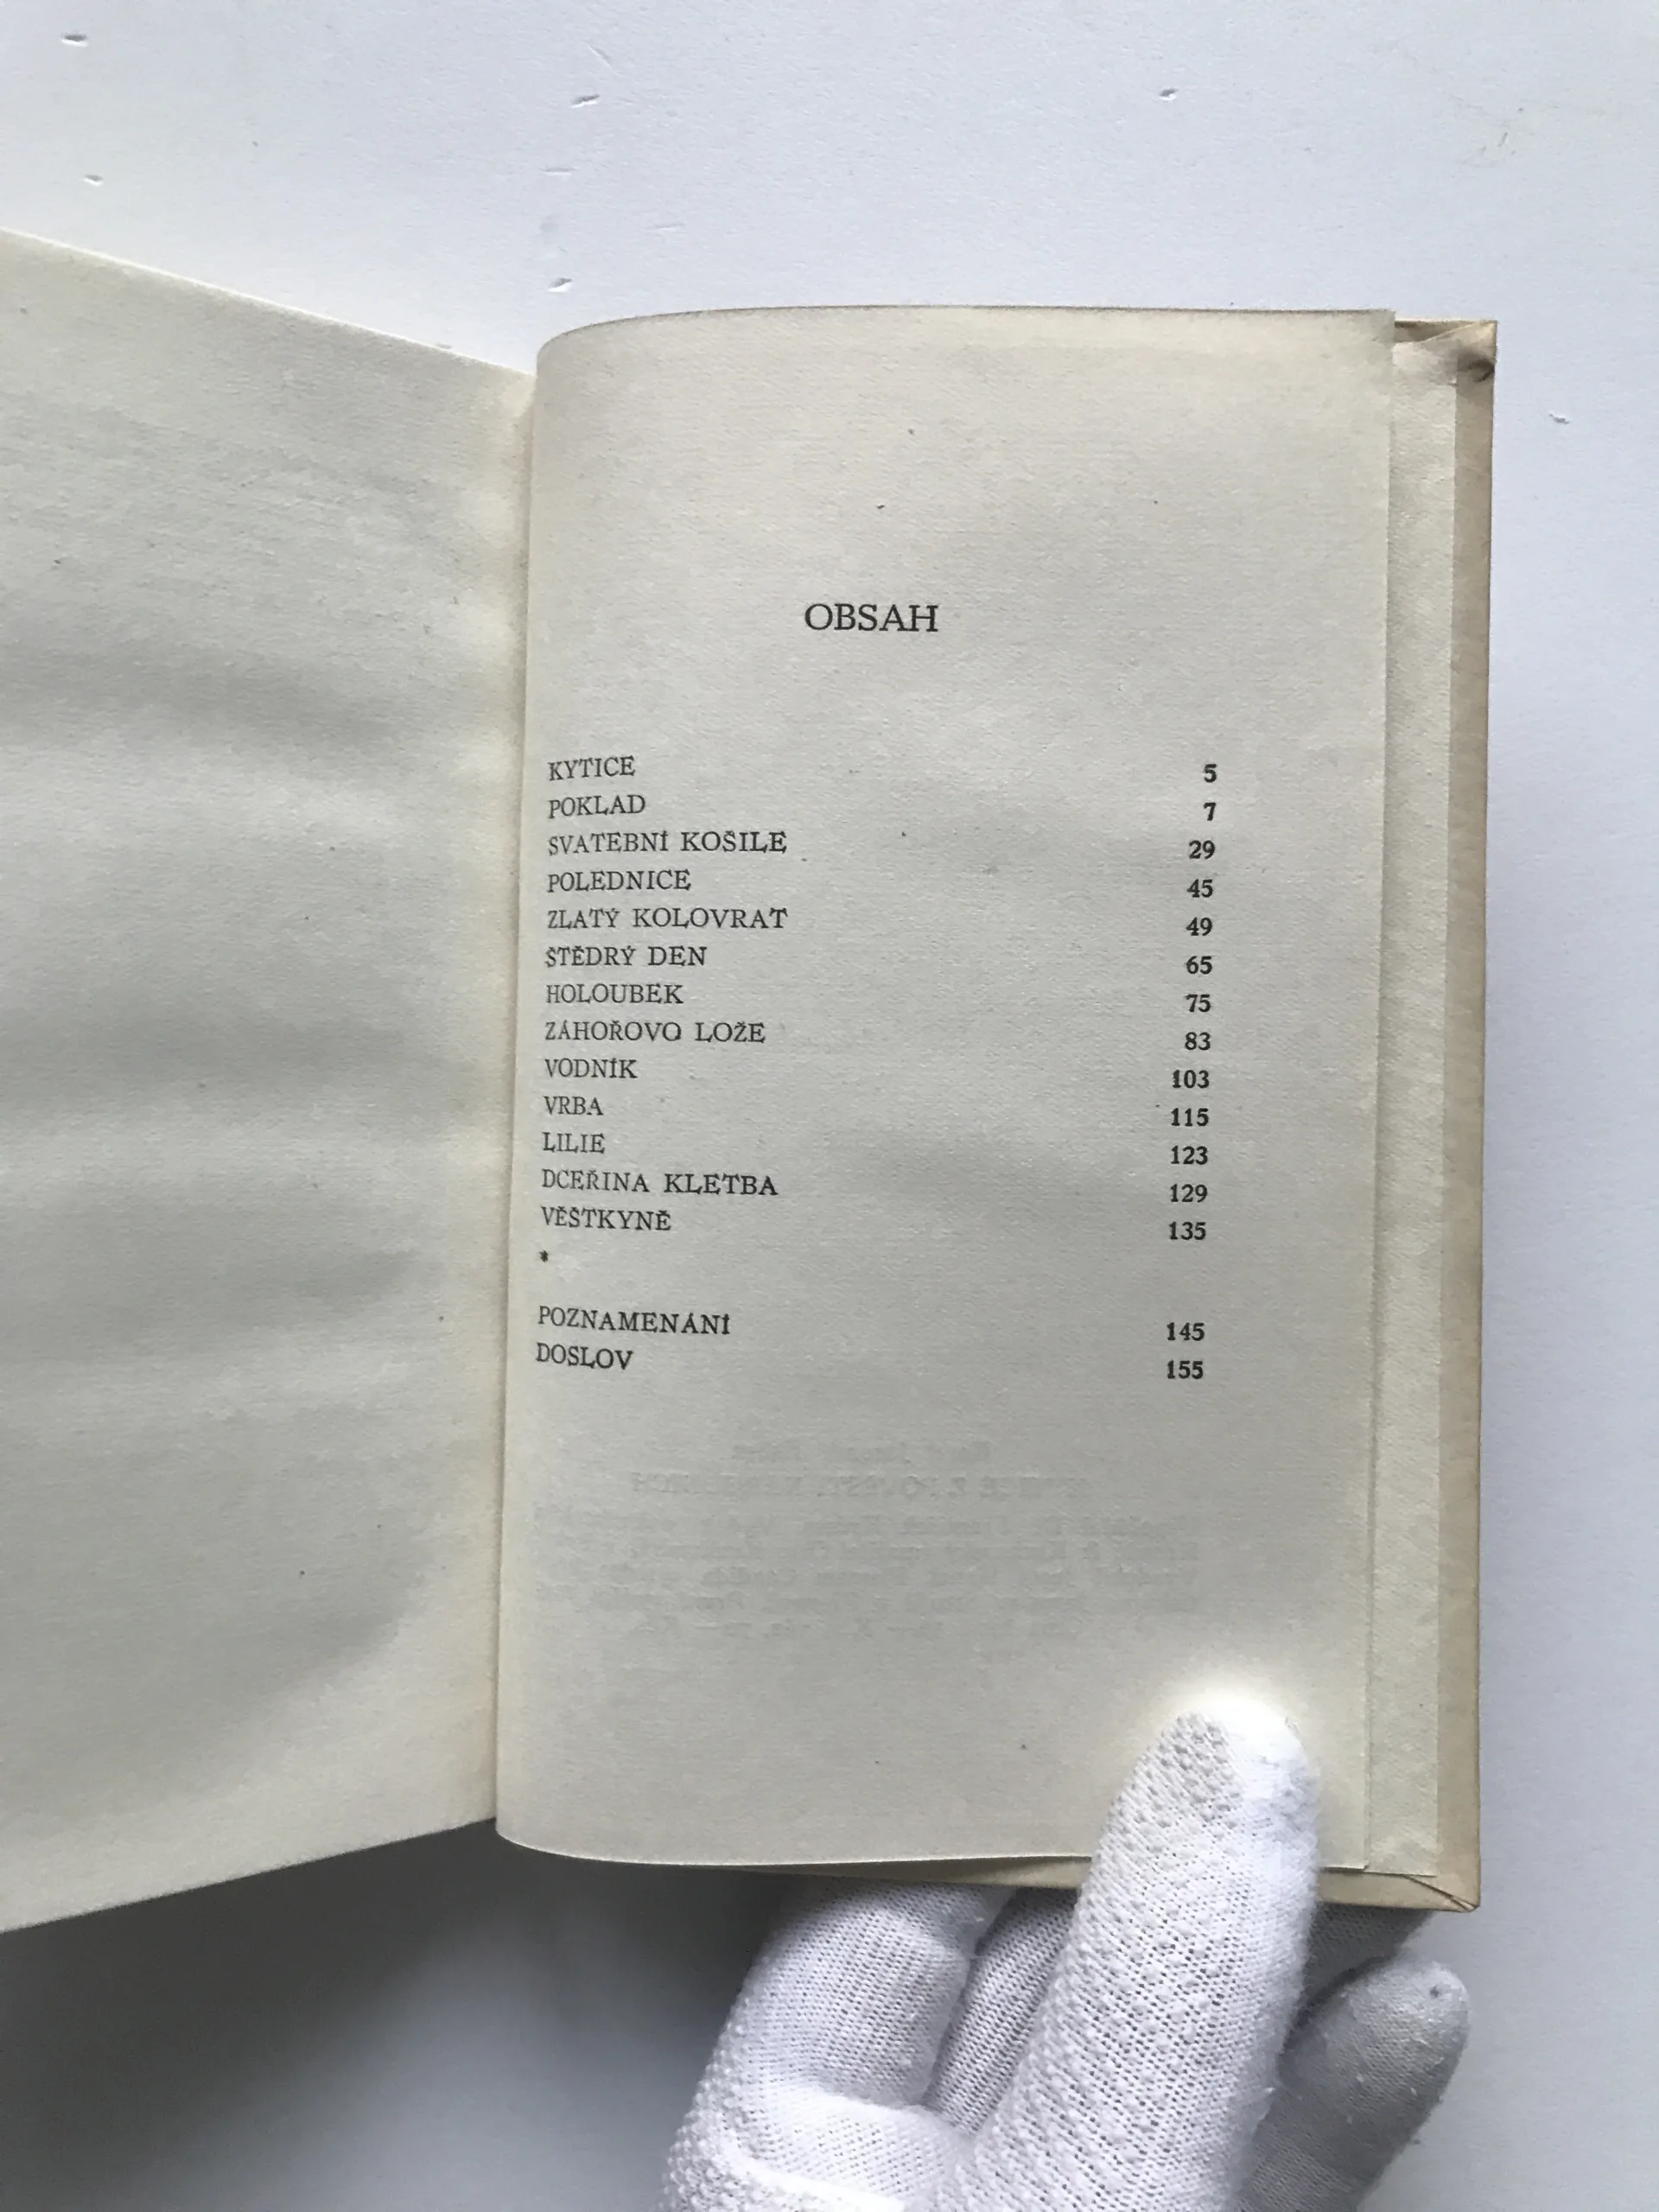 OBSAH
KYTICE 5
POKLAD 7
SVATEBNÍ KOŠILE 29
POLEDNICE 45
ZLATÝ KOLOVRAT 49
ŠTĚDRÝ DEN 65
HOLOUBEK 75
ZÁHOŘOVO LOŽE 83
VODNÍK 103
VRBA 115
LILIE 123
DCEŘINA KLETBA 129
VĚŠTKYNĚ 135
*
POZNAMENÁNÍ 145
DOSLOV 155